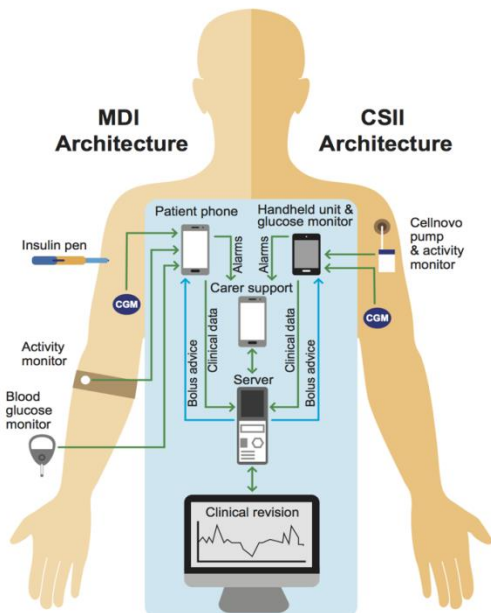 MDI
Architecture
CSII
Architecture
Patient phone
Handheld unit &
glucose monitor
Cellnovo
pump
& activity
monitor
Insulin pen
Alarms
Alarms
CGM
CGM
Carer support
Clinical data
Clinical data
Bolus advice
Bolus advice
Activity
monitor
Server
Blood
glucose
monitor
Clinical revision